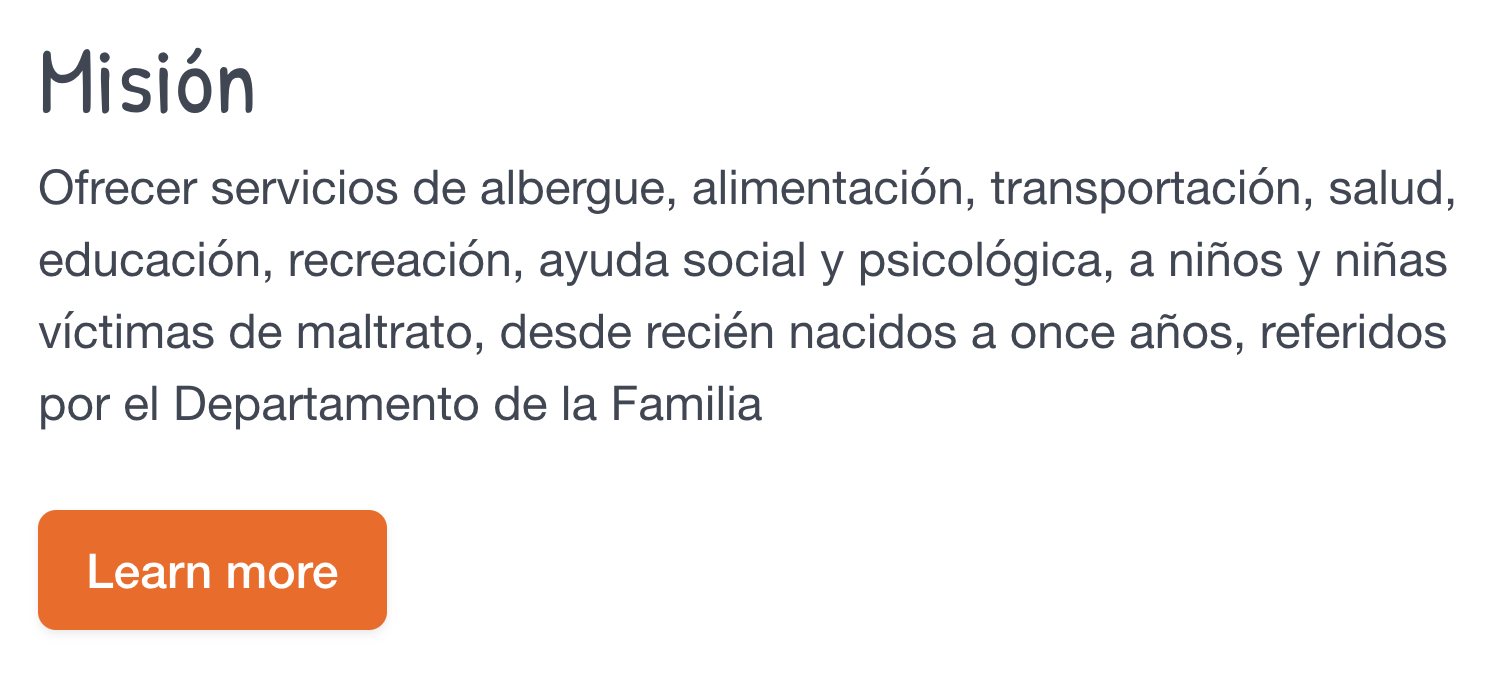 Misión
Ofrecer servicios de albergue, alimentación, transportación, salud,
educación, recreación, ayuda social y psicológica, a niños y niñas
víctimas de maltrato, desde recién nacidos a once años, referidos
por el Departamento de la Familia
Learn more